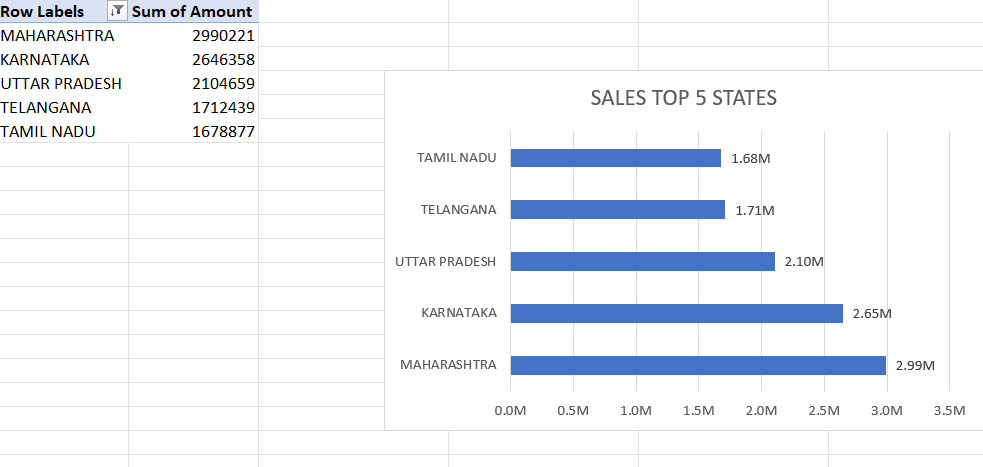 Row Labels Sum of Amount
MAHARASHTRA 2990221
KARNATAKA 2646358
UTTAR PRADESH 2104659
TELANGANA 1712439
TAMIL NADU 1678877
SALES TOP 5 STATES
TAMIL NADU 1.68M
TELANGANA 1.71M
UTTAR PRADESH 2.10M
KARNATAKA 2.65M
MAHARASHTRA 2.99M
0.0M 0.5M 1.0M 1.5M 2.0M 2.5M 3.0M 3.5M